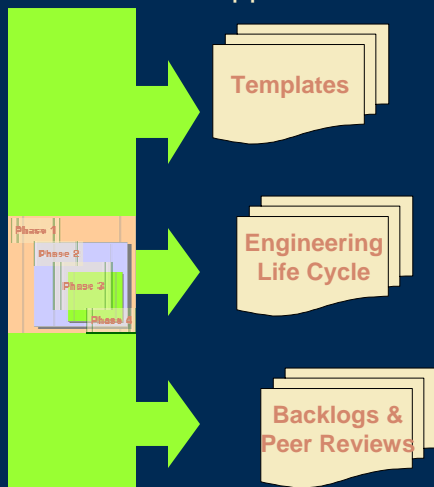 Templates
Phase 1
Phase 2
Phase 3
Phase 4
Engineering
Life Cycle
Backlogs &
Peer Reviews